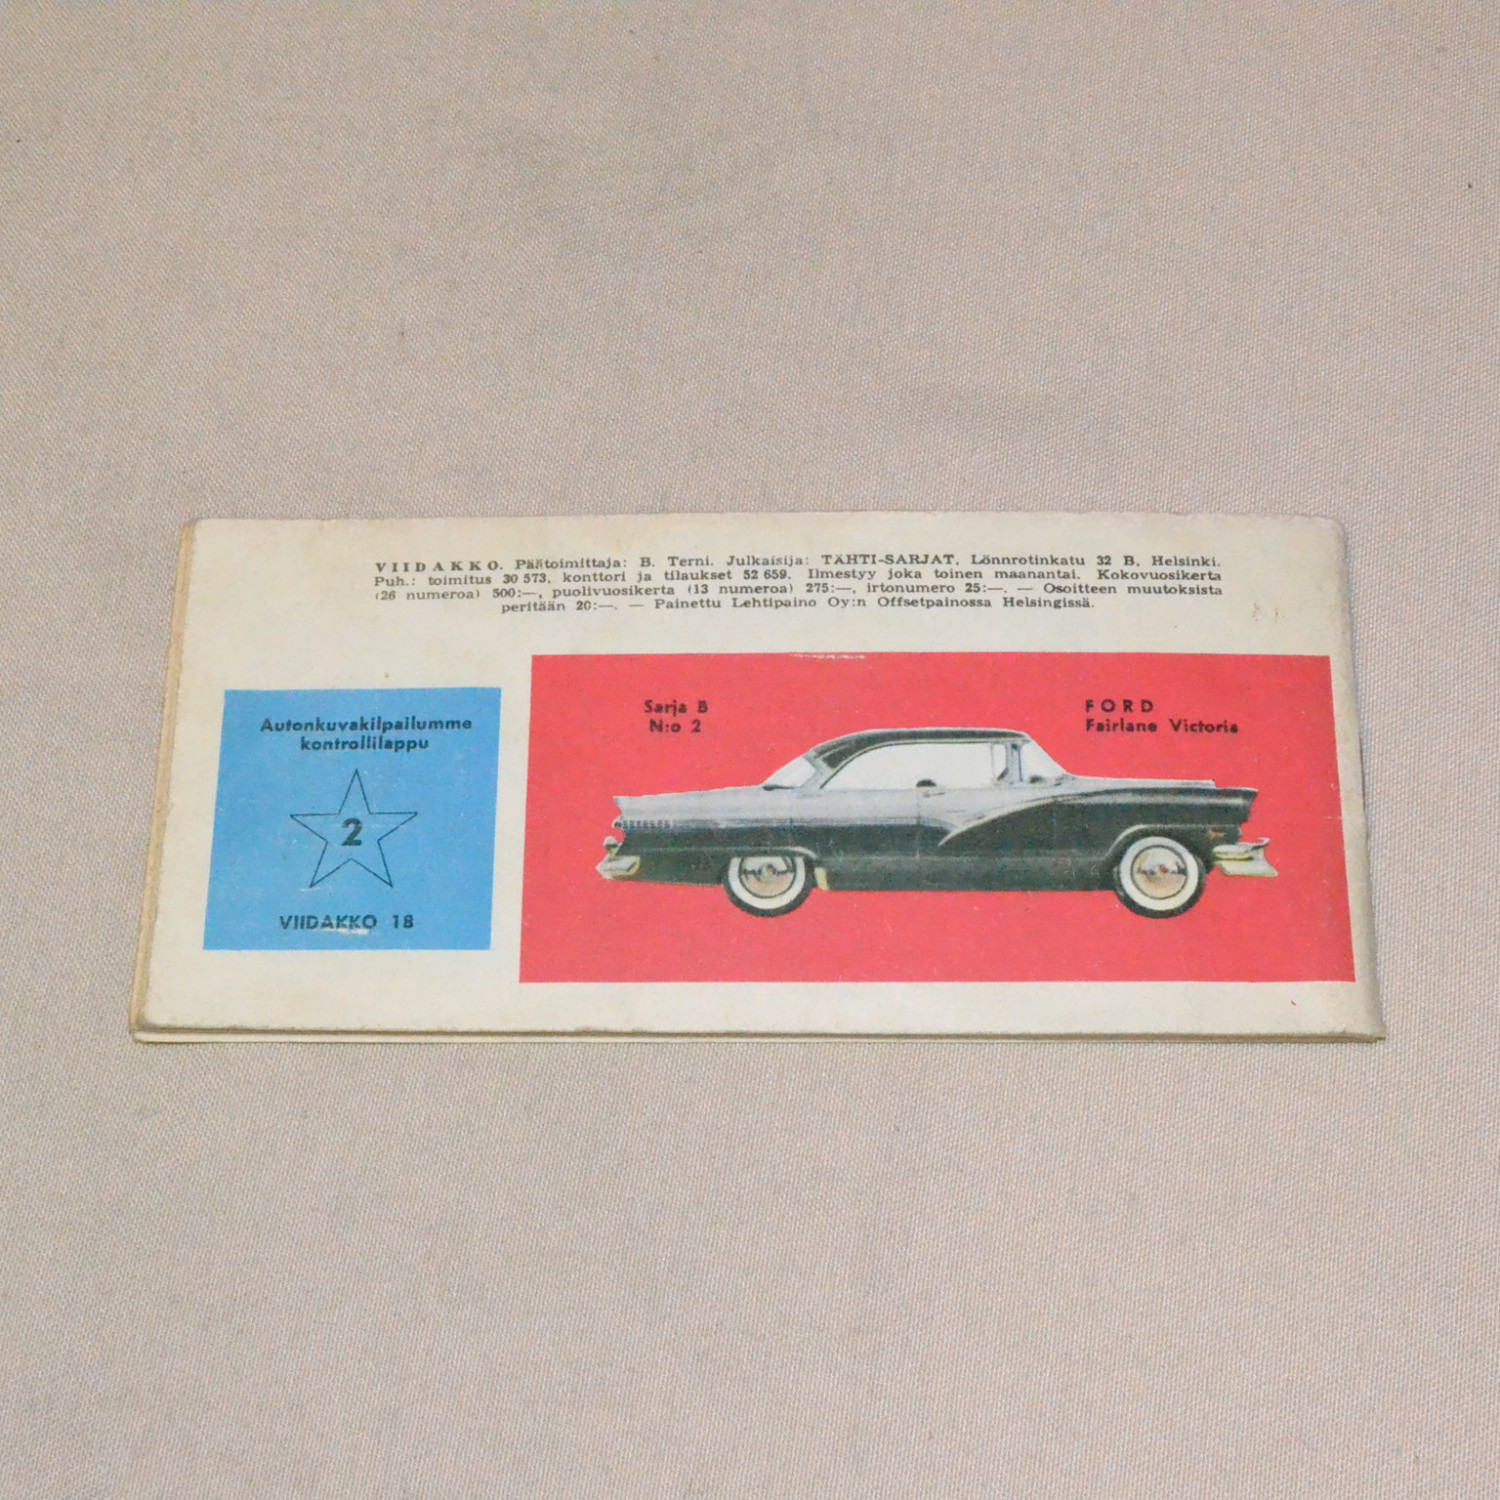 VIIDAKKO. Päätoimittaja: B. Terni. Julkaisija: TÄHTI-SARJAT, Lönnrotinkatu 32 B, Helsinki.
Puh.: toimitus 30 573, konttori ja tilaukset 52 659. Ilmestyy joka toinen maanantai. Kokovuosikerta
(26 numeroa) 500:—, puolivuosikerta (13 numeroa) 275:—, irtonumero 25:—. — Osoitteen muutoksista
peritään 20:—. — Painettu Lehtipaino Oy:n Offsetpainossa Helsingissä.
Autonkuvakilpailumme
kontrollilappu
2
VIIDAKKO 18
Sarja B
N:o 2
FORD
Fairlane Victoria